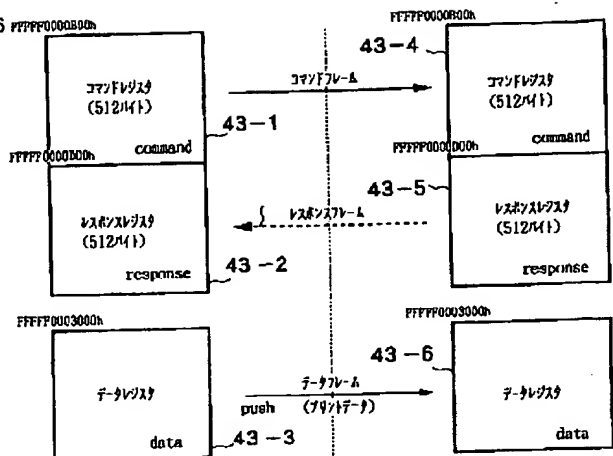 6 FFFFF0000B00h
コマンドレジスタ
(512バイト)
command
43-1
FFFFF0000D00h
レスポンスレジスタ
(512バイト)
response
43-2
FFFFF0003000h
データレジスタ
data
43-3
コマンドフレーム
レスポンスフレーム
データフレーム
push
(プリントデータ)
FFFFF0000B00h
43-4
コマンドレジスタ
(512バイト)
command
FFFFF0000D00h
43-5
レスポンスレジスタ
(512バイト)
response
FFFFF0003000h
43-6
データレジスタ
data